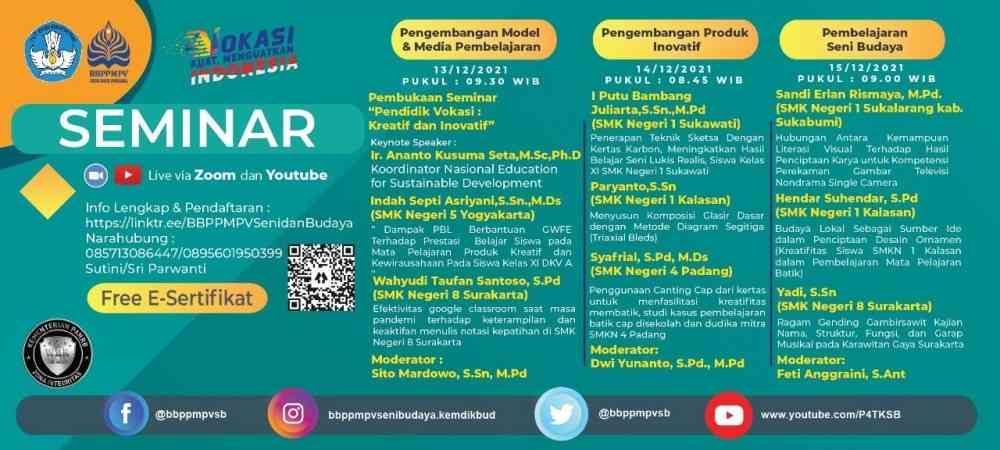 BBPPMPV
VOKASI
KUAT, MENGUATKAN
INDONESIA
SEMINAR
Live via Zoom dan Youtube
Info Lengkap & Pendaftaran :
https://linktr.ee/BBPPMPVSenidanBudaya
Narahubung :
085713086447/0895601950399
Sutini/Sri Parwanti
Free E-Sertifikat
KEMENTERIAN PANRB
ZONA INTEGRITAS
Pengembangan Model
& Media Pembelajaran
13/12/2021
PUKUL : 09.30 WIB
Pembukaan Seminar
"Pendidik Vokasi :
Kreatif dan Inovatif"
Keynote Speaker :
Ir. Ananto Kusuma Seta,M.Sc,Ph.D
Koordinator Nasional Education
for Sustainable Development
Indah Septi Asriyani,S.Sn.,M.Ds
(SMK Negeri 5 Yogyakarta)
" Dampak PBL Berbantuan GWFE
Terhadap Prestasi Belajar Siswa pada
Mata Pelajaran Produk Kreatif dan
Kewirausahaan Pada Siswa Kelas XI DKV A
"
Wahyudi Taufan Santoso, S.Pd
(SMK Negeri 8 Surakarta)
Efektivitas google classroom saat masa
pandemi terhadap keterampilan dan
keaktifan menulis notasi kepatihan di SMK
Negeri 8 Surakarta
Moderator :
Sito Mardowo, S.Sn, M.Pd
Pengembangan Produk
Inovatif
14/12/2021
PUKUL : 08.45 WIB
I Putu Bambang
Juliarta,S.Sn.,M.Pd
(SMK Negeri 1 Sukawati)
Penerapan Teknik Sketsa Dengan
Kertas Karbon, Meningkatkan Hasil
Belajar Seni Lukis Realis, Siswa Kelas
XI SMK Negeri 1 Sukawati
Paryanto,S.Sn
(SMK Negeri 1 Kalasan)
Menyusun Komposisi Glasir Dasar
dengan Metode Diagram Segitiga
(Triaxial Bleds)
Syafrial, S.Pd, M.Ds
(SMK Negeri 4 Padang)
Penggunaan Canting Cap dari kertas
untuk menfasilitasi kreatifitas
membatik, studi kasus pembelajaran
batik cap disekolah dan dudika mitra
SMKN 4 Padang
Moderator:
Dwi Yunanto, S.Pd., M.Pd
Pembelajaran
Seni Budaya
15/12/2021
PUKUL : 09.00 WIB
Sandi Erlan Rismaya, M.Pd.
(SMK Negeri 1 Sukalarang kab.
Sukabumi)
Hubungan Antara Kemampuan
Literasi Visual Terhadap Hasil
Penciptaan Karya untuk Kompetensi
Perekaman Gambar Televisi
Nondrama Single Camera
Hendar Suhendar, S.Pd
(SMK Negeri 1 Kalasan)
Budaya Lokal Sebagai Sumber Ide
dalam Penciptaan Desain Ornamen
(Kreatifitas Siswa SMKN 1 Kalasan
dalam Pembelajaran Mata Pelajaran
Batik)
Yadi, S.Sn
(SMK Negeri 8 Surakarta)
Ragam Gending Gambirsawit Kajian
Nama, Struktur, Fungsi, dan Garap
Musikal pada Karawitan Gaya Surakarta
Moderator:
Feti Anggraini, S.Ant
@bbppmpvsb
bbppmpvsenibudaya.kemdikbud
@bbppmpvsb
www.youtube.com/P4TKSB